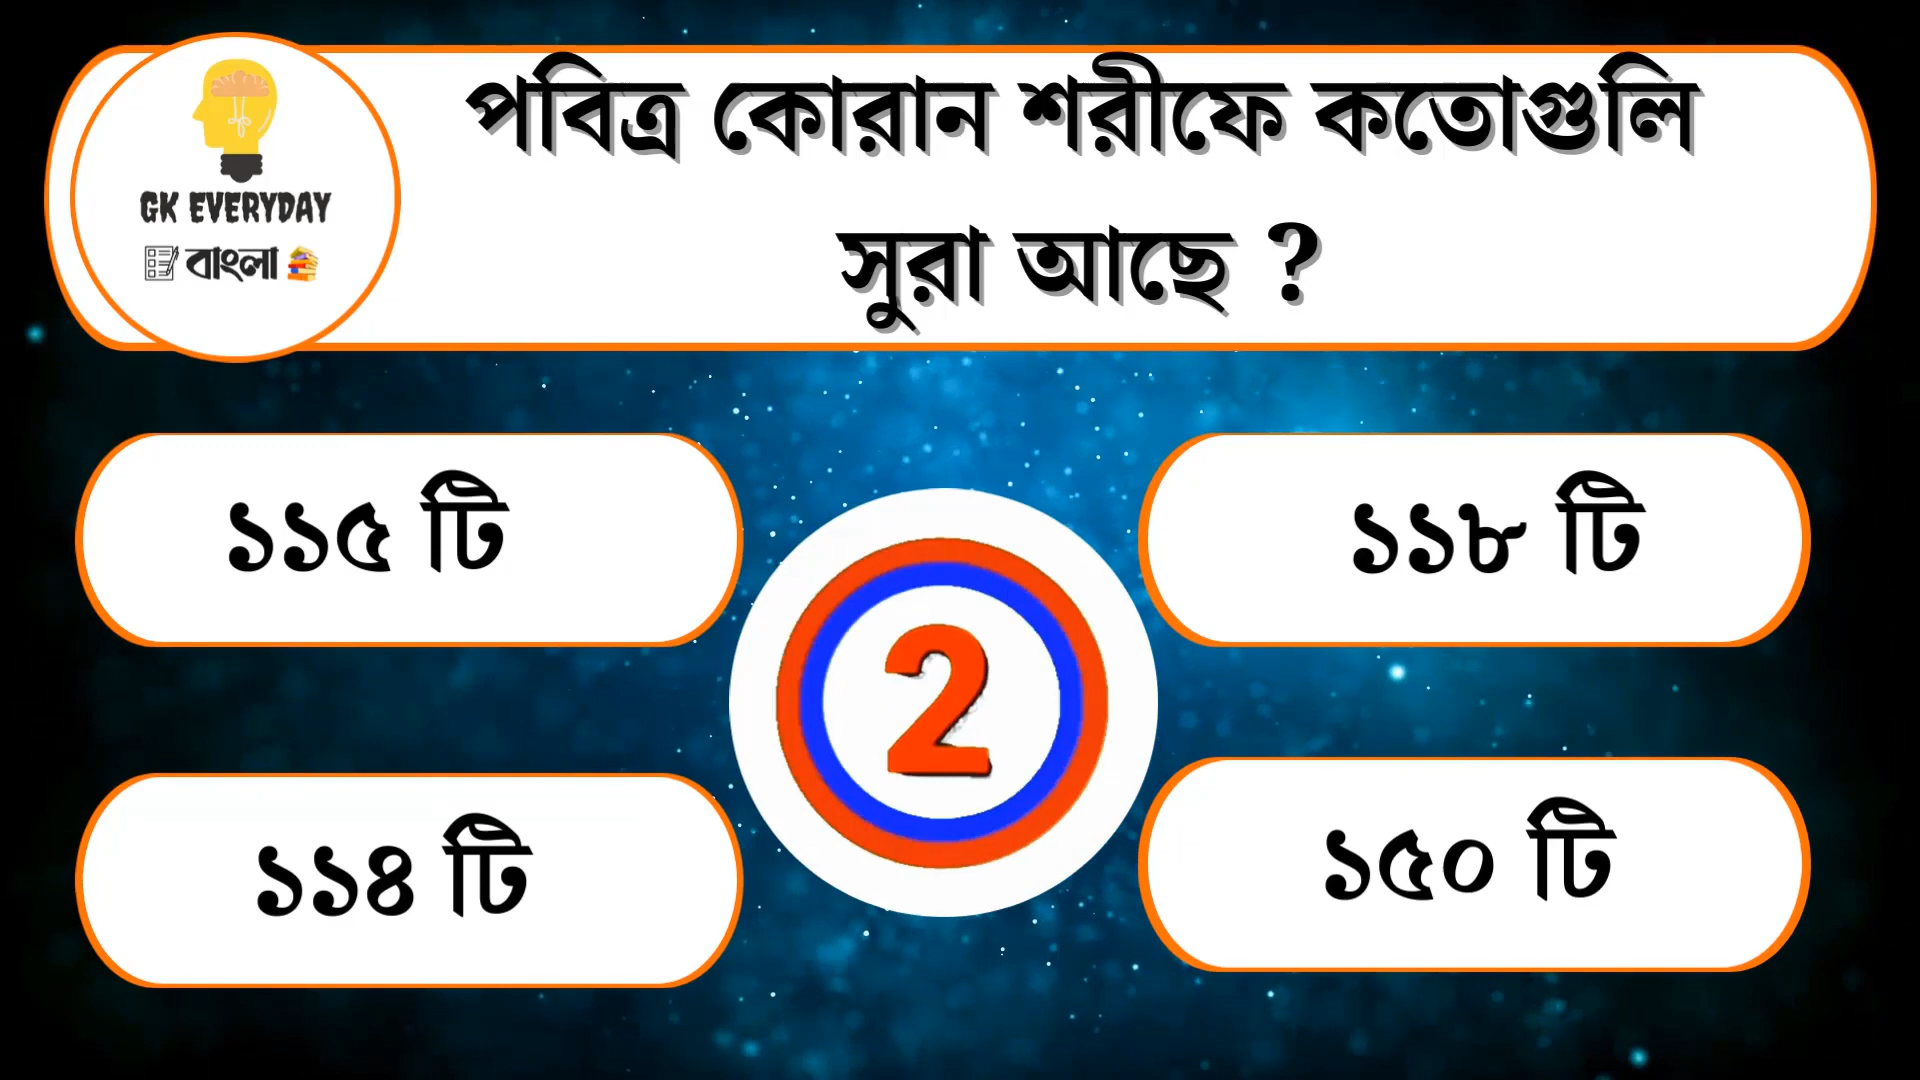 পবিত্র কোরান শরীফে কতোগুলি
সুরা আছে ?
GK EVERYDAY
বাংলা
১১৫ টি
১১৮ টি
2
১১৪ টি
১৫০ টি